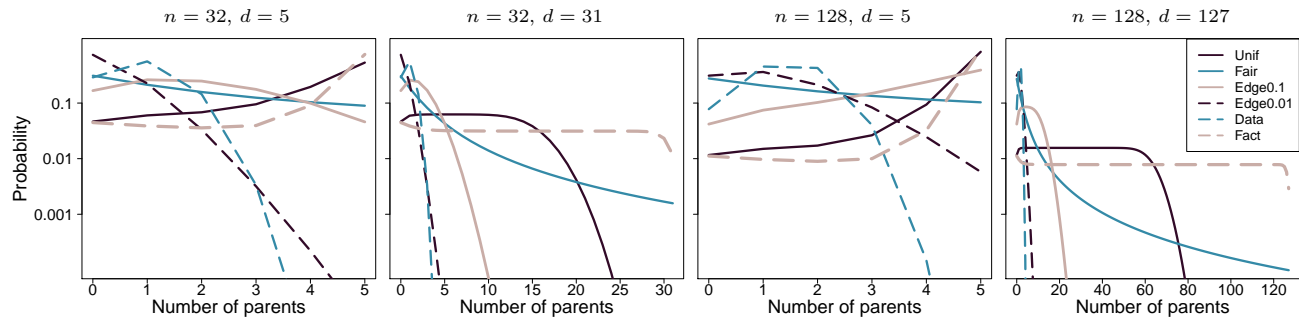 n = 32, d = 5
n = 32, d = 31
n = 128, d = 5
n = 128, d = 127
Probability
0.1
0.01
0.001
0 1 2 3 4 5
Number of parents
0 5 10 15 20 25 30
Number of parents
0 1 2 3 4 5
Number of parents
0 20 40 60 80 100 120
Number of parents
Unif
Fair
Edge0.1
Edge0.01
Data
Fact